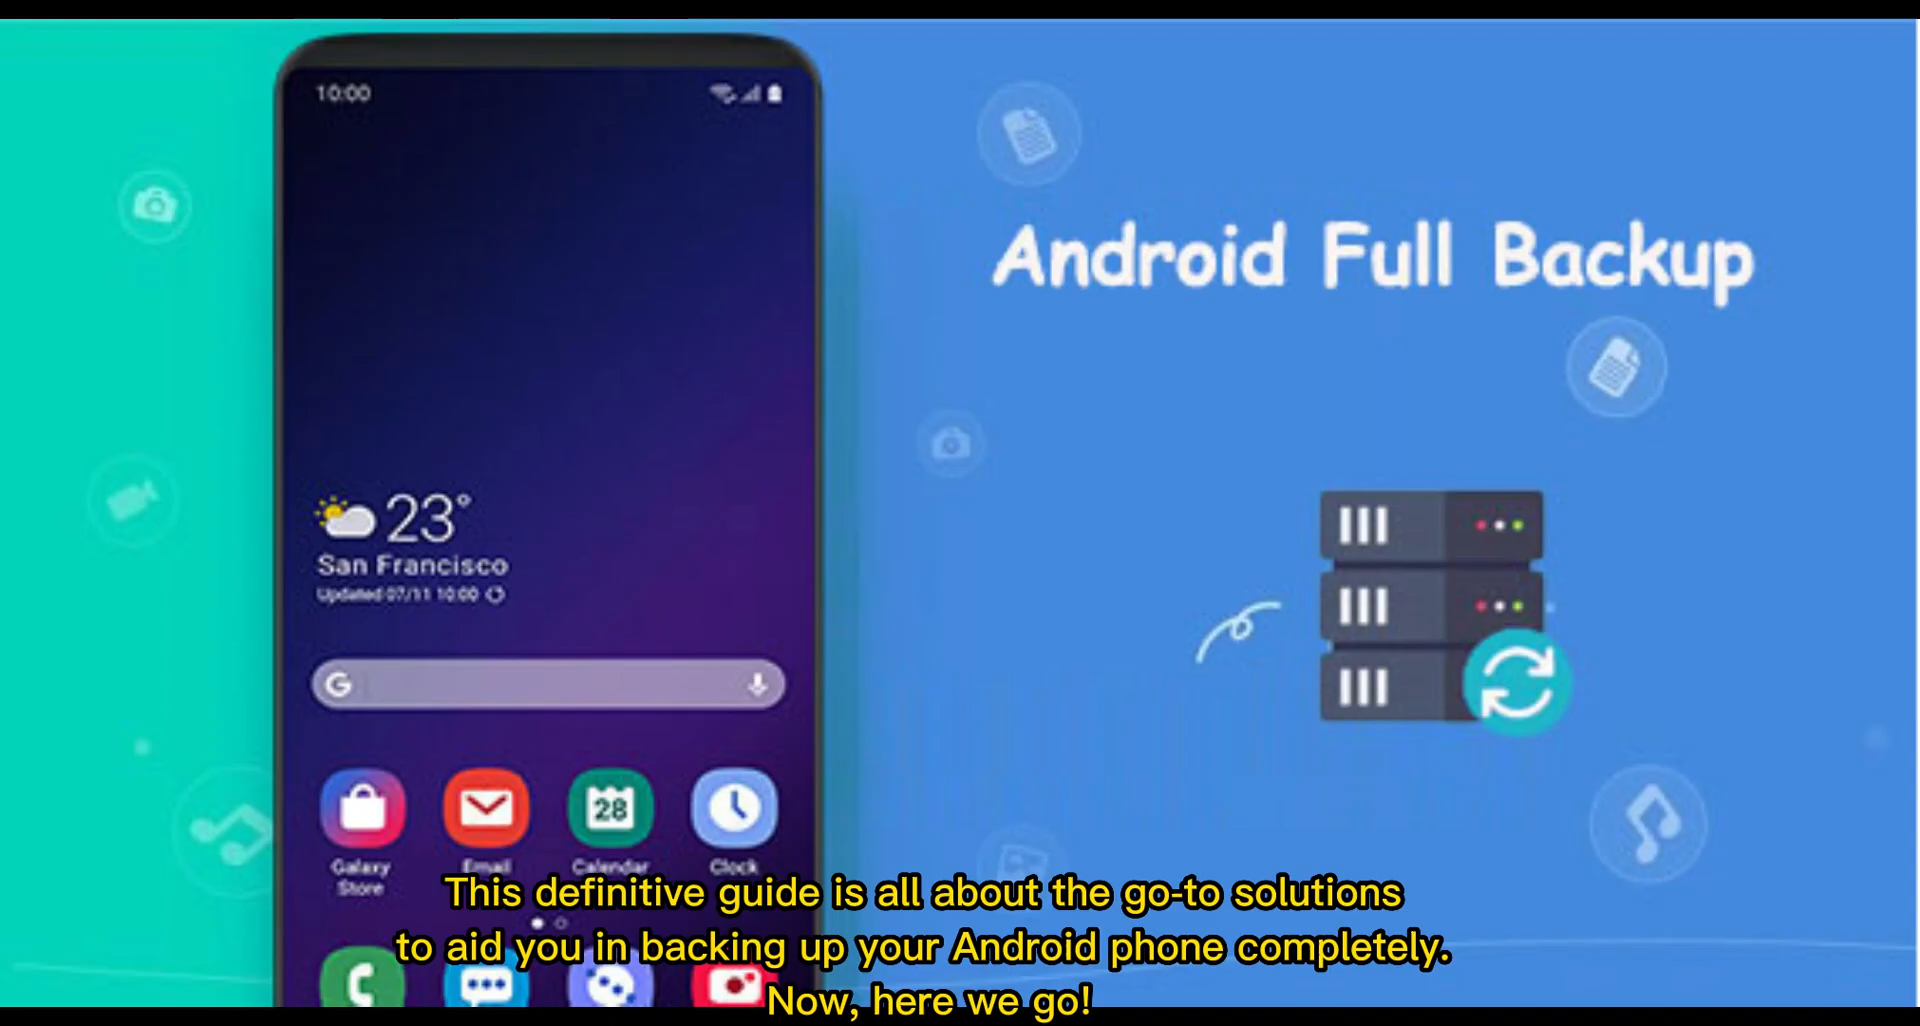 10:00
Android Full Backup
23°
San Francisco
Updated 07/11 10:00
G
28
Galaxy
Store
Email
Calendar
Clock
This definitive guide is all about the go-to solutions
to aid you in backing up your Android phone completely.
Now, here we go!